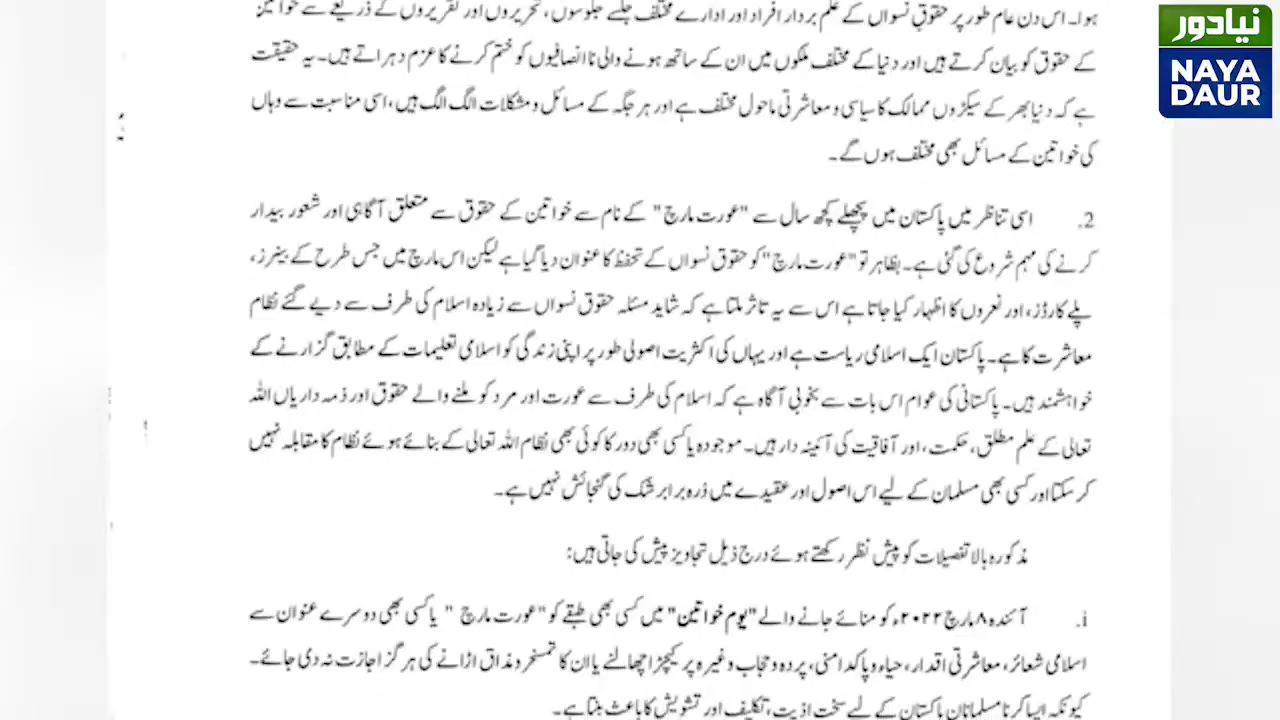 ہوا۔ اس دن عام طور پر حقوقِ نسواں کے علم بردار افراد اور ادارے مختلف جلسے جلوسوں، تحریروں اور تقریروں کے ذریعے سے خواتین
کے حقوق کو بیان کرتے ہیں اور دنیا کے مختلف ملکوں میں ان کے ساتھ ہونے والی ناانصافیوں کو ختم کرنے کا عزم دہراتے ہیں۔ یہ حقیقت
ہے کہ دنیا بھر کے سیکڑوں ممالک کا سیاسی و معاشرتی ماحول مختلف ہے اور ہر جگہ کے مسائل و مشکلات الگ الگ ہیں، اسی مناسبت سے وہاں
کی خواتین کے مسائل بھی مختلف ہوں گے۔
2. اسی تناظر میں پاکستان میں پچھلے کچھ سال سے "عورت مارچ" کے نام سے خواتین کے حقوق سے متعلق آگاہی اور شعور بیدار
کرنے کی مہم شروع کی گئی ہے۔ بظاہر تو "عورت مارچ" کو حقوق نسواں کے تحفظ کا عنوان دیا گیا ہے لیکن اس مارچ میں جس طرح کے بینرز،
پلے کارڈز، اور نعروں کا اظہار کیا جاتا ہے اس سے یہ تاثر ملتا ہے کہ شاید مسئلہ حقوق نسواں سے زیادہ اسلام کی طرف سے دیے گئے نظام
معاشرت کا ہے۔ پاکستان ایک اسلامی ریاست ہے اور یہاں کی اکثریت اصولی طور پر اپنی زندگی کو اسلامی تعلیمات کے مطابق گزارنے کے
خواہشمند ہیں۔ پاکستانی کی عوام اس بات سے بخوبی آگاہ ہے کہ اسلام کی طرف سے عورت اور مرد کو ملنے والے حقوق اور ذمہ داریاں اللہ
تعالی کے علم مطلق، حکمت، اور آفاقیت کی آئینہ دار ہیں۔ موجودہ یا کسی بھی دور کا کوئی بھی نظام اللہ تعالی کے بنائے ہوئے نظام کا مقابلہ نہیں
کر سکتا اور کسی بھی مسلمان کے لیے اس اصول اور عقیدے میں ذرہ برابر شک کی گنجائش نہیں ہے۔
مذکورہ بالا تفصیلات کو پیش نظر رکھتے ہوئے درج ذیل تجاویز پیش کی جاتی ہیں:
i. آئندہ ۸ مارچ ۲۰۲۲ء کو منائے جانے والے "یوم خواتین" میں کسی بھی طبقے کو "عورت مارچ " یا کسی بھی دوسرے عنوان سے
اسلامی شعائر، معاشرتی اقدار، حیاء و پاکدامنی، پردہ و حجاب وغیرہ پر کیچڑ اچھالنے یا ان کا تمسخر و مذاق اڑانے کی ہرگز اجازت نہ دی جائے۔
کیونکہ ایسا کرنا مسلمانان پاکستان کے لیے سخت اذیت، تکلیف اور تشویش کا باعث بنتا ہے۔
نیا دور
NAYA
DAUR